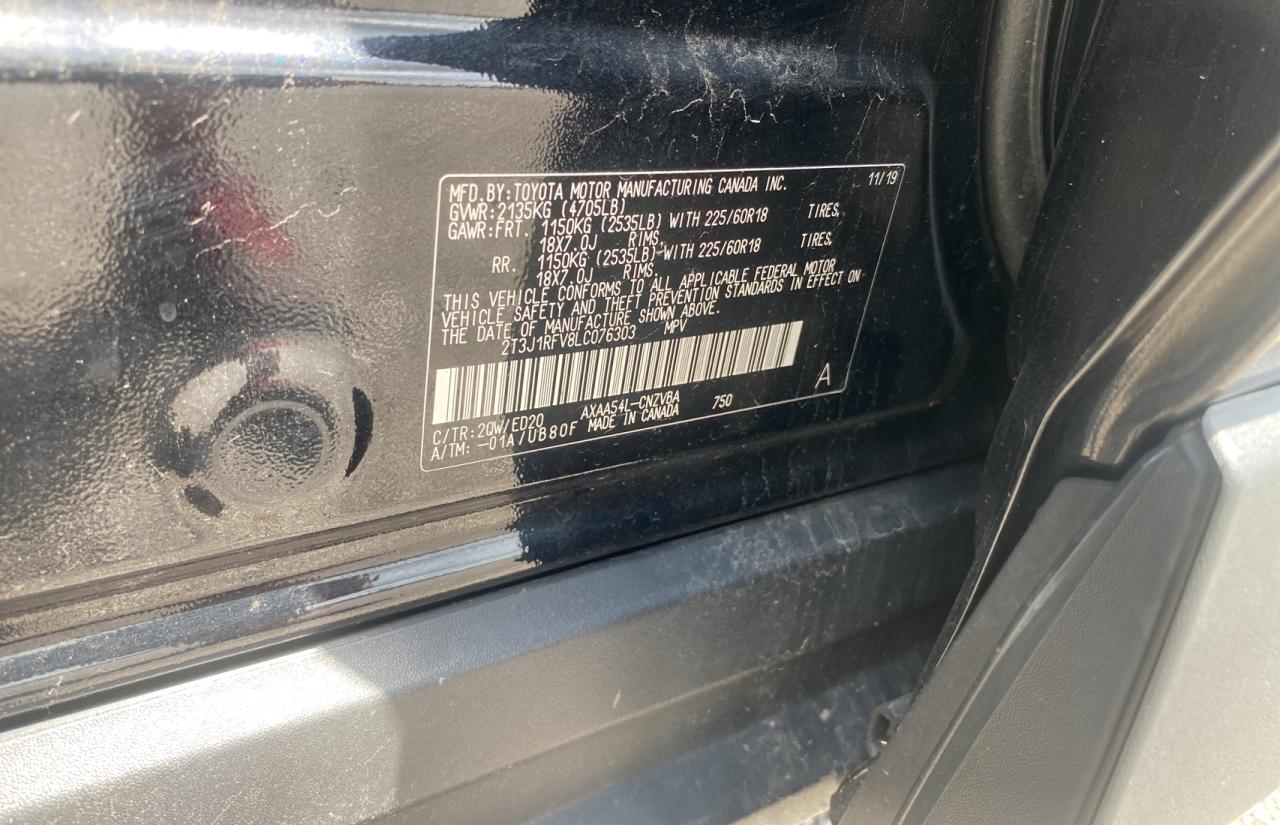 MFD.BY:TOYOTA MOTOR MANUFACTURING CANADA INC. 11/19
GVWR:2135KG (4705LB)
GAWR:FRT. 1150KG (2535LB) WITH 225/60R18 TIRES,
18X7.0J RIMS,
RR. 1150KG (2535LB) WITH 225/60R18 TIRES,
18X7.0J RIMS.
THIS VEHICLE CONFORMS TO ALL APPLICABLE FEDERAL MOTOR
VEHICLE SAFETY AND THEFT PREVENTION STANDARDS IN EFFECT ON
THE DATE OF MANUFACTURE SHOWN ABOVE.
2T3J1RFV8LC076303 MPV
A
C/TR:2QW/ED20 AXAA54L-CNZVBA 750
A/TM: -01A/UB80F MADE IN CANADA